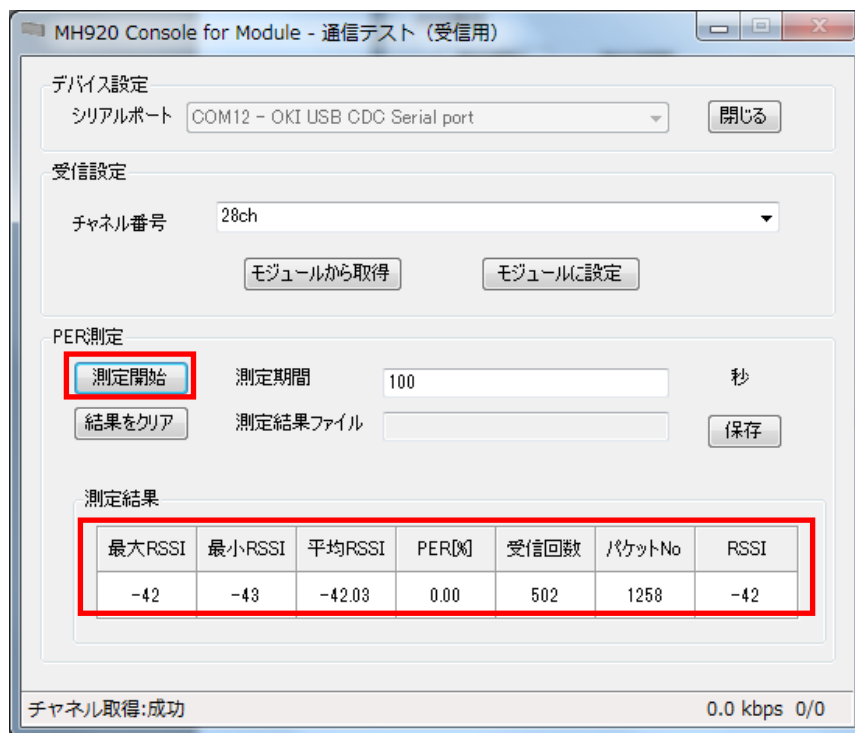 MH920 Console for Module - 通信テスト（受信用）
デバイス設定
シリアルポート COM12 - OKI USB CDC Serial port 閉じる
受信設定
チャネル番号 28ch
モジュールから取得 モジュールに設定
PER測定
測定開始 測定期間 100 秒
結果をクリア 測定結果ファイル 保存
測定結果
最大RSSI 最小RSSI 平均RSSI PER[%] 受信回数 パケットNo RSSI
-42 -43 -42.03 0.00 502 1258 -42
チャネル取得:成功 0.0 kbps 0/0